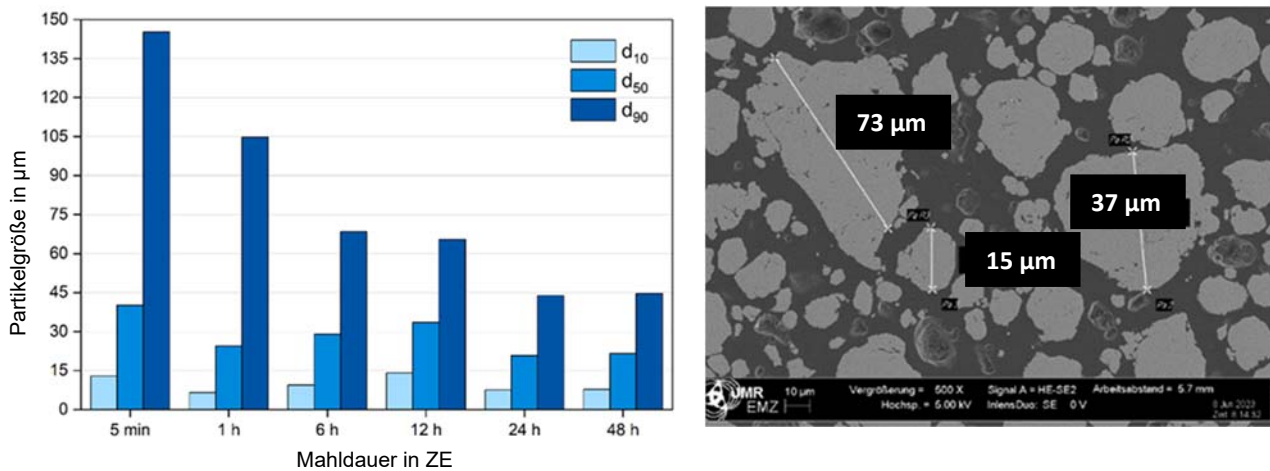 150
135
120
105
90
75
60
45
30
15
0
Partikelgröße in µm
d10
d50
d90
5 min
1 h
6 h
12 h
24 h
48 h
Mahldauer in ZE
73 µm
37 µm
15 µm
UMR
EMZ
10 µm
Vergrößerung = 500 X
Signal A = HE-SE2
Arbeitsabstand = 5.7 mm
Hochsp. = 5.00 kV
InlensDuo: SE
0 V